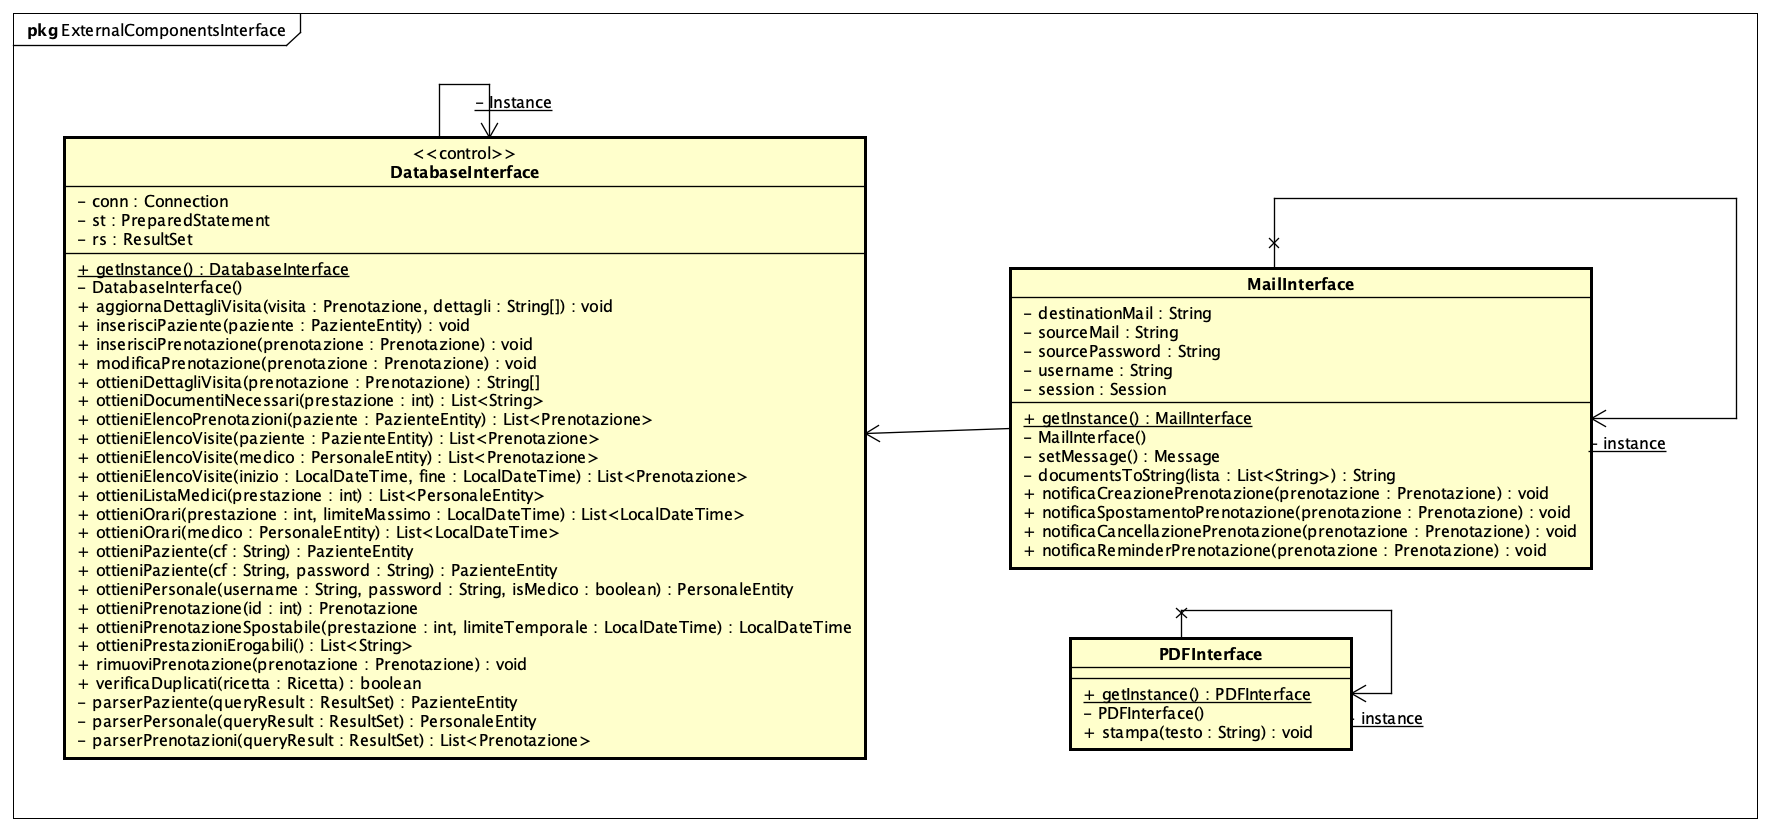 pkg ExternalComponentsInterface
- Instance
<<control>>
DatabaseInterface
- conn : Connection
- st : PreparedStatement
- rs : ResultSet
+ getInstance() : DatabaseInterface
- DatabaseInterface()
+ aggiornaDettagliVisita(visita : Prenotazione, dettagli : String[]) : void
+ inserisciPaziente(paziente : PazienteEntity) : void
+ inserisciPrenotazione(prenotazione : Prenotazione) : void
+ modificaPrenotazione(prenotazione : Prenotazione) : void
+ ottieniDettagliVisita(prenotazione : Prenotazione) : String[]
+ ottieniDocumentiNecessari(prestazione : int) : List<String>
+ ottieniElencoPrenotazioni(paziente : PazienteEntity) : List<Prenotazione>
+ ottieniElencoVisite(paziente : PazienteEntity) : List<Prenotazione>
+ ottieniElencoVisite(medico : PersonaleEntity) : List<Prenotazione>
+ ottieniElencoVisite(inizio : LocalDateTime, fine : LocalDateTime) : List<Prenotazione>
+ ottieniListaMedici(prestazione : int) : List<PersonaleEntity>
+ ottieniOrari(prestazione : int, limiteMassimo : LocalDateTime) : List<LocalDateTime>
+ ottieniOrari(medico : PersonaleEntity) : List<LocalDateTime>
+ ottieniPaziente(cf : String) : PazienteEntity
+ ottieniPaziente(cf : String, password : String) : PazienteEntity
+ ottieniPersonale(username : String, password : String, isMedico : boolean) : PersonaleEntity
+ ottieniPrenotazione(id : int) : Prenotazione
+ ottieniPrenotazioneSpostabile(prestazione : int, limiteTemporale : LocalDateTime) : LocalDateTime
+ ottieniPrestazioniErogabili() : List<String>
+ rimuoviPrenotazione(prenotazione : Prenotazione) : void
+ verificaDuplicati(ricetta : Ricetta) : boolean
- parserPaziente(queryResult : ResultSet) : PazienteEntity
- parserPersonale(queryResult : ResultSet) : PersonaleEntity
- parserPrenotazioni(queryResult : ResultSet) : List<Prenotazione>
MailInterface
- destinationMail : String
- sourceMail : String
- sourcePassword : String
- username : String
- session : Session
+ getInstance() : MailInterface
- MailInterface()
- setMessage() : Message
- documentsToString(lista : List<String>) : String
+ notificaCreazionePrenotazione(prenotazione : Prenotazione) : void
+ notificaSpostamentoPrenotazione(prenotazione : Prenotazione) : void
+ notificaCancellazionePrenotazione(prenotazione : Prenotazione) : void
+ notificaReminderPrenotazione(prenotazione : Prenotazione) : void
- instance
PDFInterface
+ getInstance() : PDFInterface
- PDFInterface()
+ stampa(testo : String) : void
- instance